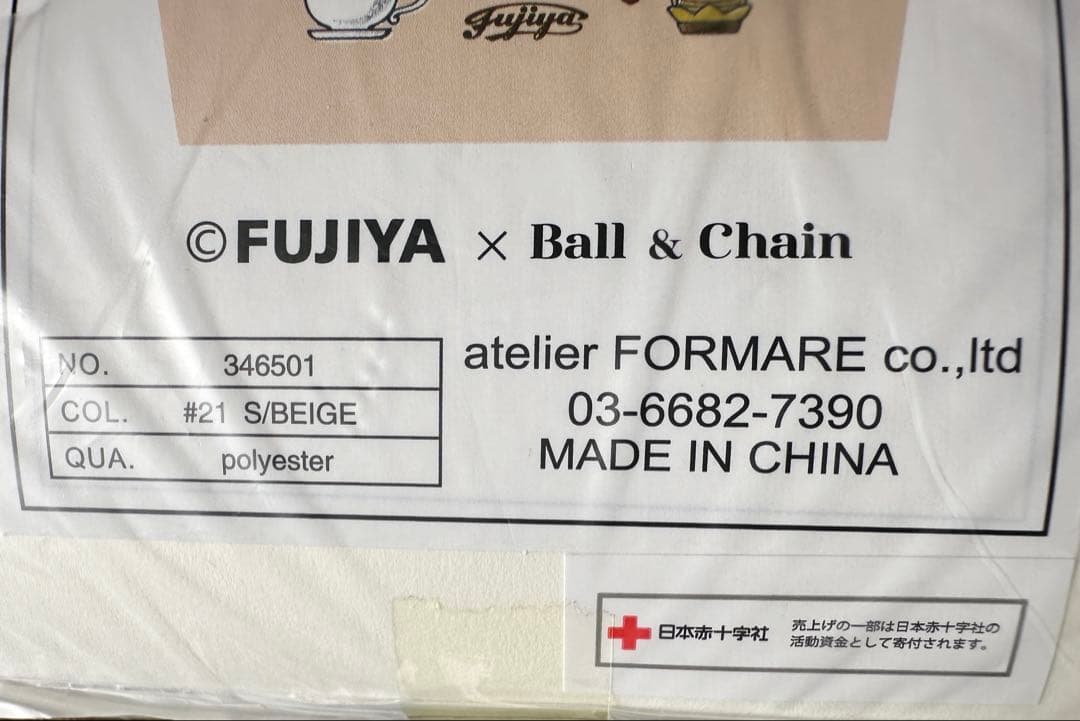 Fujiya
©FUJIYA × Ball & Chain
NO. 346501
COL. #21 S/BEIGE
QUA. polyester
atelier FORMARE co.,ltd
03-6682-7390
MADE IN CHINA
日本赤十字社
売上げの一部は日本赤十字社の
活動資金として寄付されます。